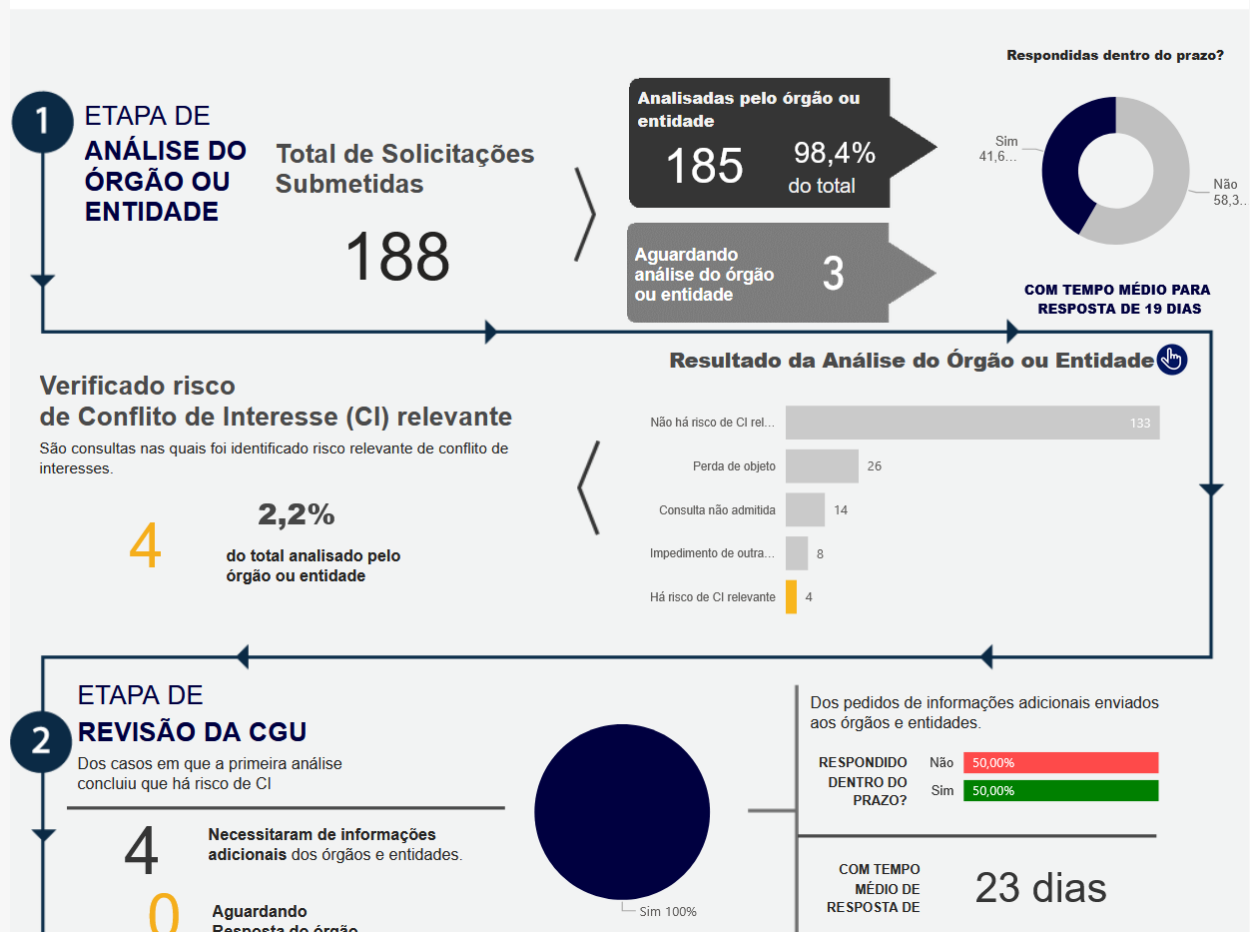 Respondidas dentro do prazo?
1
ETAPA DE
ANÁLISE DO
ÓRGÃO OU
ENTIDADE
Total de Solicitações
Submetidas
188
Analisadas pelo órgão ou
entidade
185
98,4%
do total
Aguardando
análise do órgão
ou entidade
3
Sim
41,6...
Não
58,3...
COM TEMPO MÉDIO PARA
RESPOSTA DE 19 DIAS
Verificado risco
de Conflito de Interesse (CI) relevante
São consultas nas quais foi identificado risco relevante de conflito de
interesses.
4
2,2%
do total analisado pelo
órgão ou entidade
Resultado da Análise do Órgão ou Entidade
Não há risco de CI rel... 133
Perda de objeto 26
Consulta não admitida 14
Impedimento de outra... 8
Há risco de CI relevante 4
2
ETAPA DE
REVISÃO DA CGU
Dos casos em que a primeira análise
concluiu que há risco de CI
4
Necessitaram de informações
adicionais dos órgãos e entidades.
0
Aguardando
Resposta do órgão
Sim 100%
Dos pedidos de informações adicionais enviados
aos órgãos e entidades.
RESPONDIDO
DENTRO DO
PRAZO?
Não 50,00%
Sim 50,00%
COM TEMPO
MÉDIO DE
RESPOSTA DE
23 dias